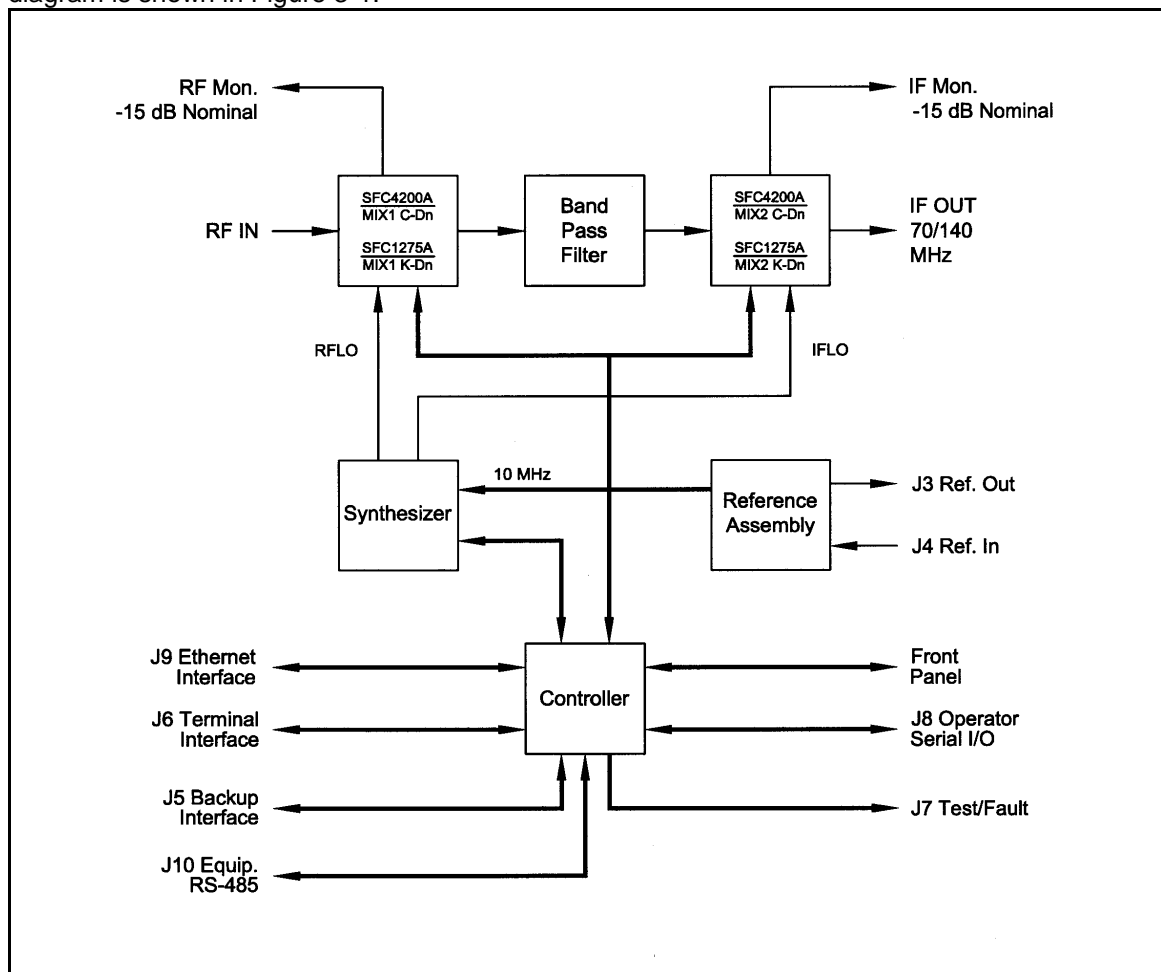 diagram is shown in Figure 3-1.
RF Mon.
-15 dB Nominal
IF Mon.
-15 dB Nominal
RF IN
SFC4200A
MIX1 C-Dn
SFC1275A
MIX1 K-Dn
Band
Pass
Filter
SFC4200A
MIX2 C-Dn
SFC1275A
MIX2 K-Dn
IF OUT
70/140
MHz
RFLO
IFLO
Synthesizer
10 MHz
Reference
Assembly
J3 Ref. Out
J4 Ref. In
J9 Ethernet
Interface
J6 Terminal
Interface
J5 Backup
Interface
J10 Equip.
RS-485
Controller
Front
Panel
J8 Operator
Serial I/O
J7 Test/Fault